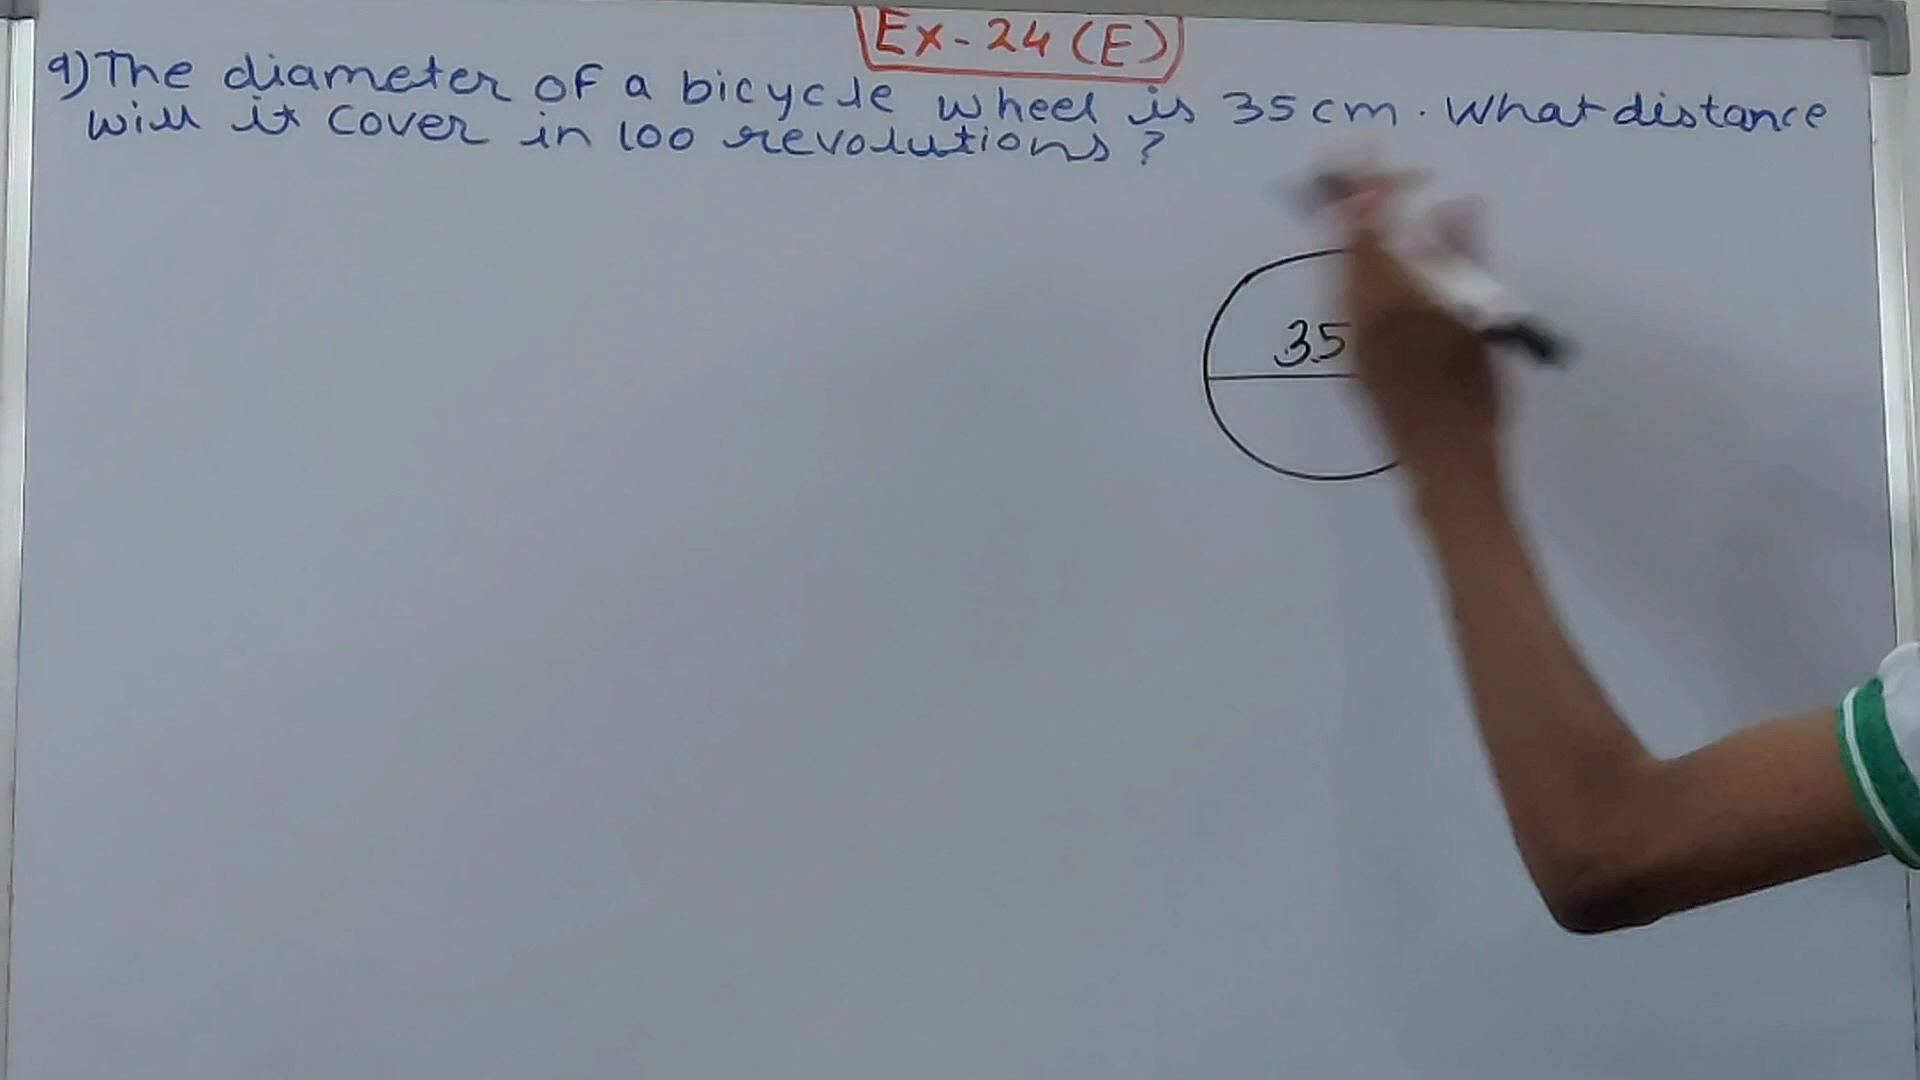 Ex-24 (E)
9) The diameter of a bicycle wheel is 35cm. What distance
will it cover in 100 revolutions?
35